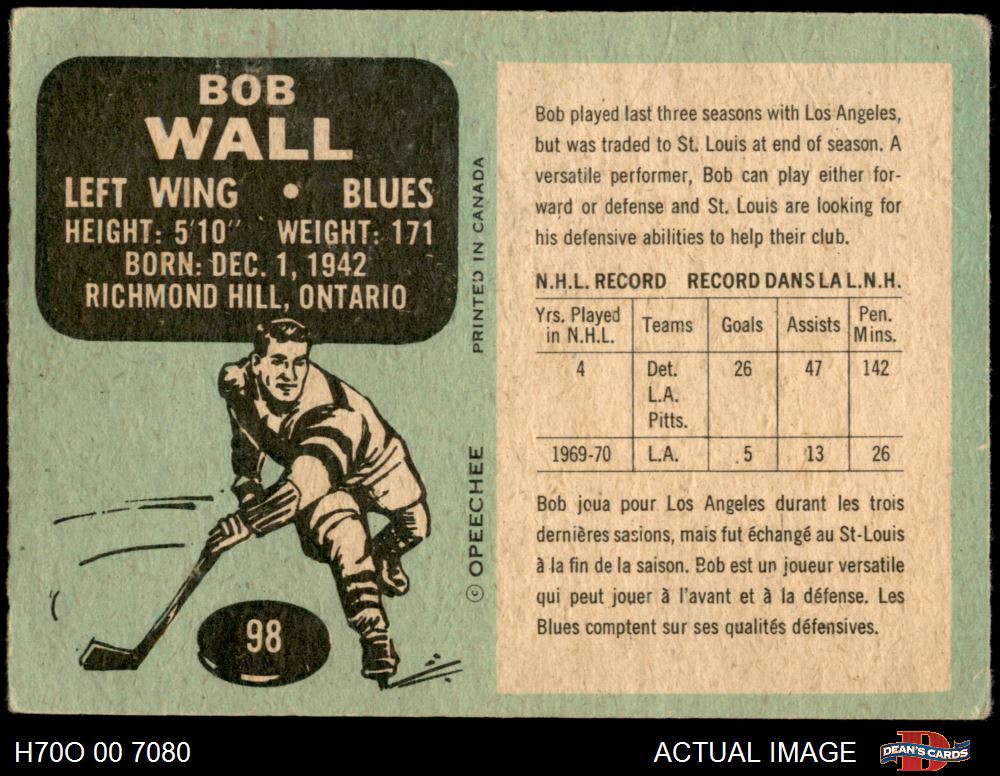 BOB
WALL
LEFT WING • BLUES
HEIGHT: 5'10" WEIGHT: 171
BORN: DEC. 1, 1942
RICHMOND HILL, ONTARIO
98
© OPEECHEE PRINTED IN CANADA
Bob played last three seasons with Los Angeles,
but was traded to St. Louis at end of season. A
versatile performer, Bob can play either for-
ward or defense and St. Louis are looking for
his defensive abilities to help their club.
N.H.L. RECORD RECORD DANS LA L.N.H.
Yrs. Played in N.H.L. Teams Goals Assists Pen. Mins.
4 Det. 26 47 142
L.A.
Pitts.
1969-70 L.A. 5 13 26
Bob joua pour Los Angeles durant les trois
dernières sasions, mais fut échangé au St-Louis
à la fin de la saison. Bob est un joueur versatile
qui peut jouer à l'avant et à la défense. Les
Blues comptent sur ses qualités défensives.
H70O 00 7080 ACTUAL IMAGE DEAN'S CARDS